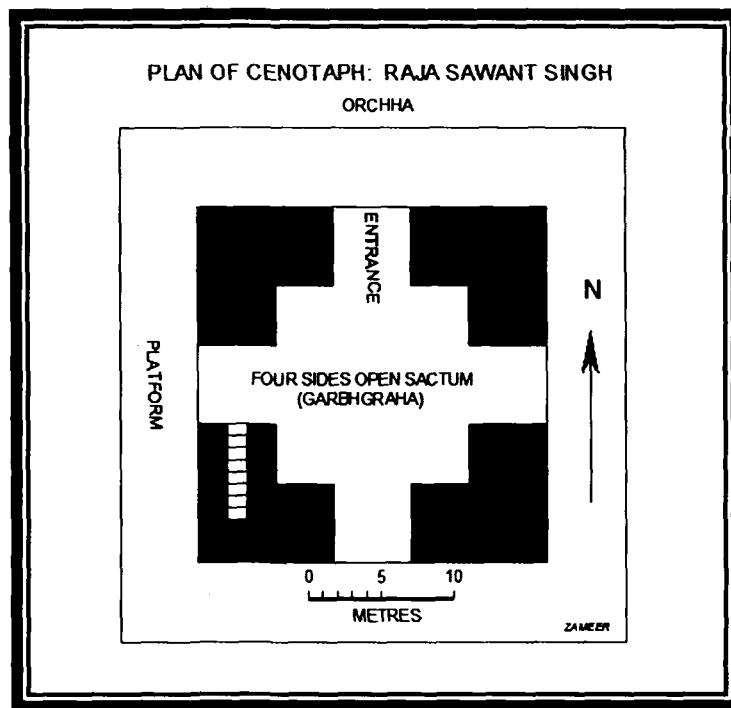 PLAN OF CENOTAPH: RAJA SAWANT SINGH
ORCHHA
ENTRANCE
N
PLATFORM
FOUR SIDES OPEN SACTUM
(GARBHGRAHA)
0 5 10
METRES
ZAMEER